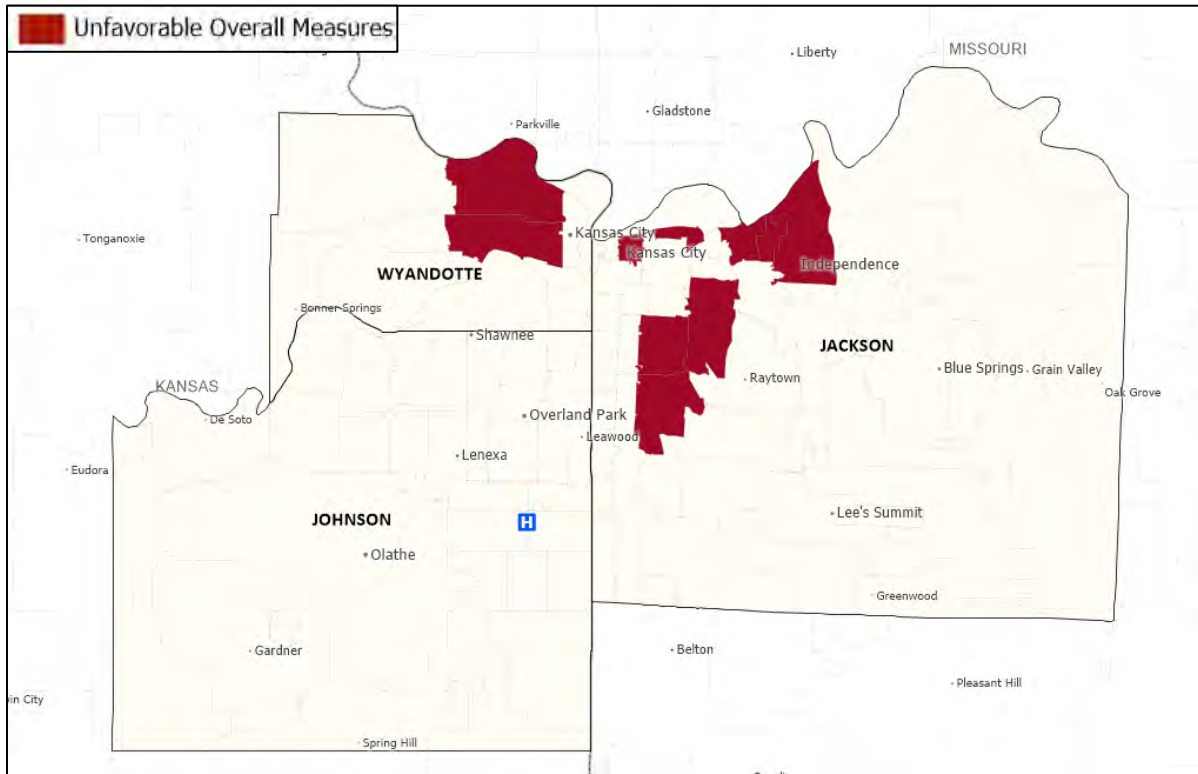 Unfavorable Overall Measures
MISSOURI
Liberty
Gladstone
Parkville
Tonganoxie
Kansas City
Kansas City
Independence
WYANDOTTE
Bonner Springs
Shawnee
JACKSON
Blue Springs
Grain Valley
Raytown
KANSAS
Oak Grove
De Soto
Overland Park
Leawood
Lenexa
Eudora
JOHNSON
H
Lee's Summit
Olathe
Greenwood
Gardner
Belton
Pleasant Hill
City
Spring Hill